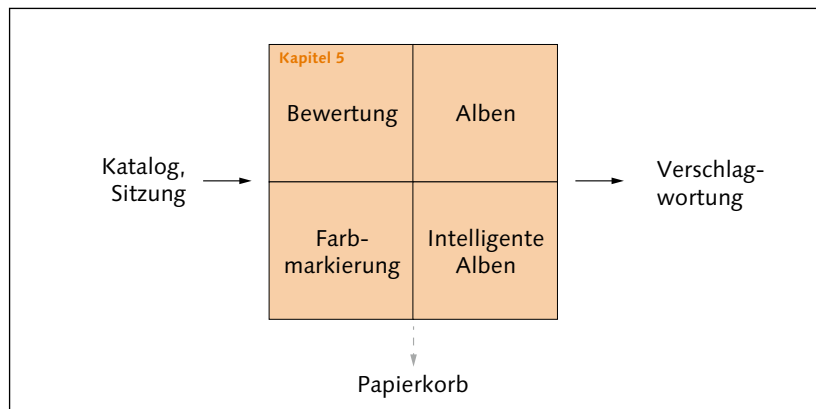 Kapitel 5
Bewertung
Alben
Katalog,
Sitzung
Verschlag-
wortung
Farb-
markierung
Intelligente
Alben
Papierkorb